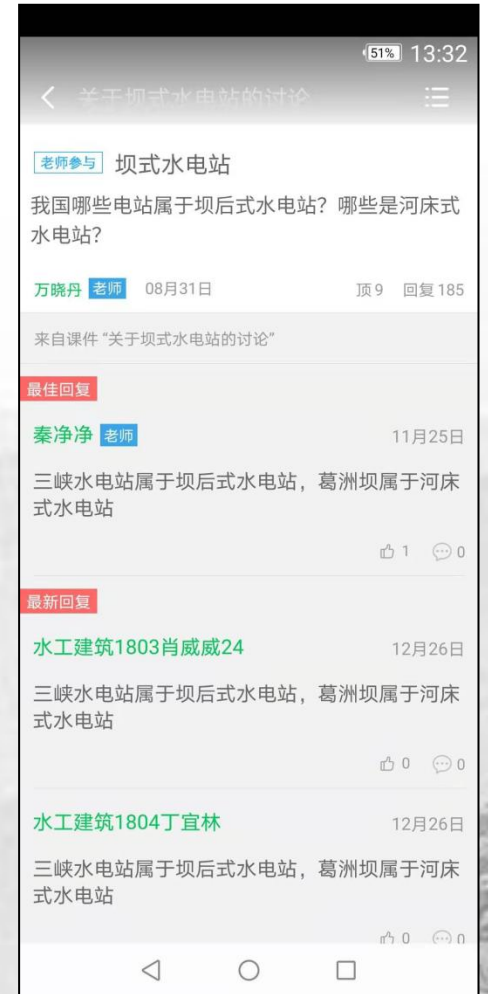 51% 13:32
关于坝式水电站的讨论
老师参与 坝式水电站
我国哪些电站属于坝后式水电站？哪些是河床式
水电站？
万晓丹 老师 08月31日 顶9 回复185
来自课件“关于坝式水电站的讨论”
最佳回复
秦净净 老师 11月25日
三峡水电站属于坝后式水电站，葛洲坝属于河床
式水电站
1 0
最新回复
水工建筑1803肖威威24 12月26日
三峡水电站属于坝后式水电站，葛洲坝属于河床
式水电站
0 0
水工建筑1804丁宜林 12月26日
三峡水电站属于坝后式水电站，葛洲坝属于河床
式水电站
0 0